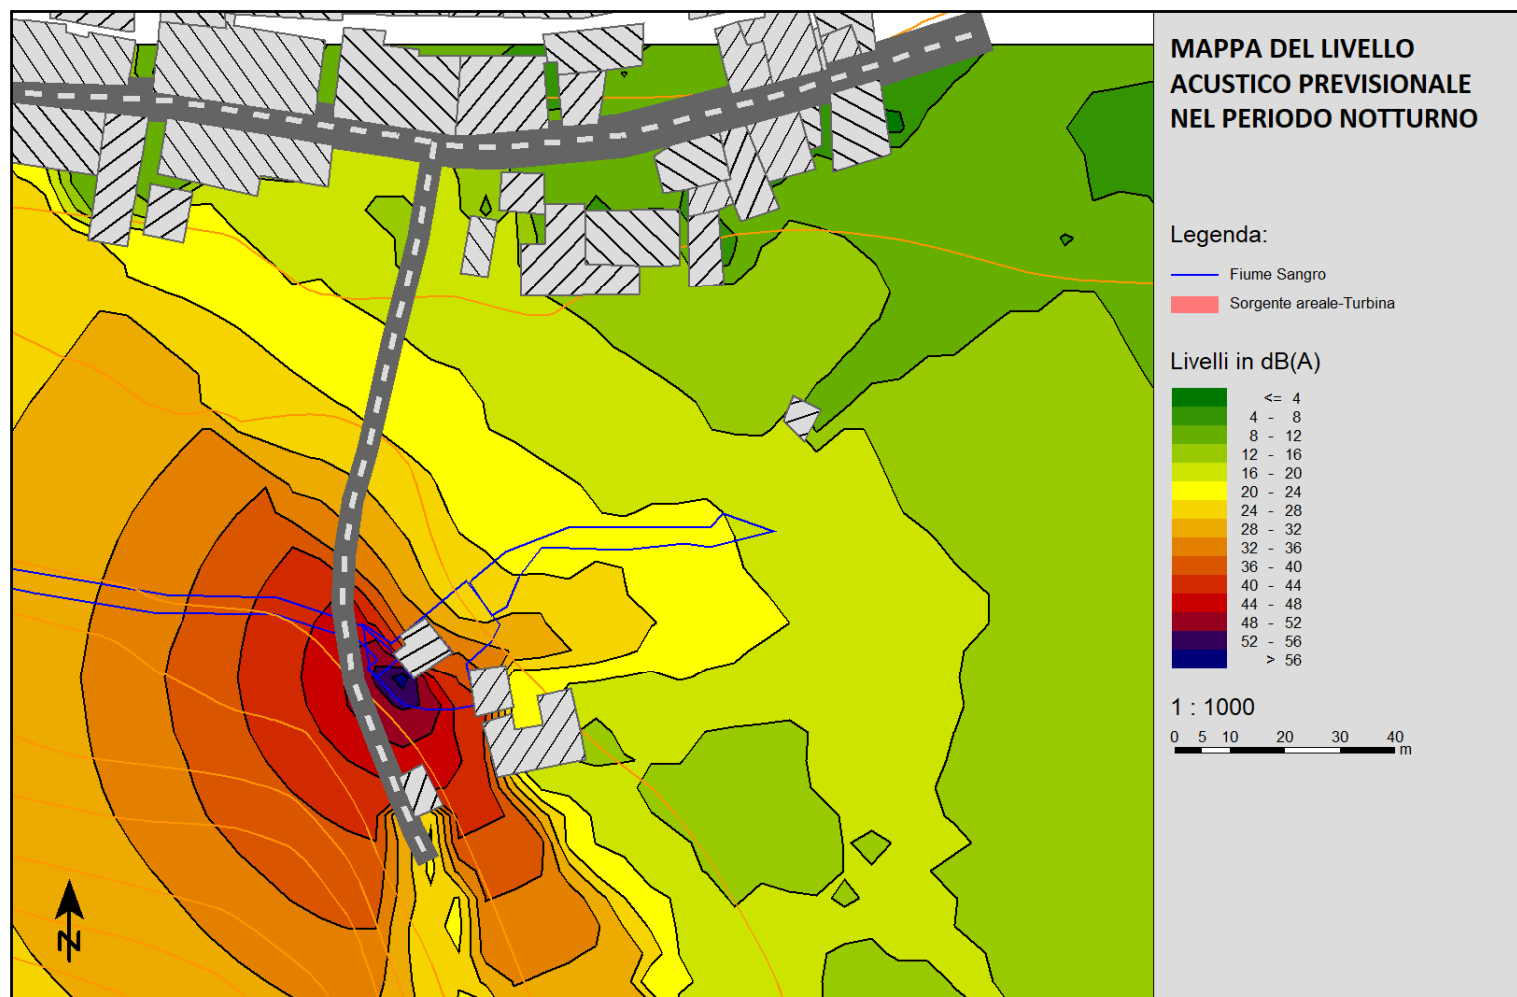 MAPPA DEL LIVELLO
ACUSTICO PREVISIONALE
NEL PERIODO NOTTURNO
Legenda:
Fiume Sangro
Sorgente areale-Turbina
Livelli in dB(A)
<= 4
4 - 8
8 - 12
12 - 16
16 - 20
20 - 24
24 - 28
28 - 32
32 - 36
36 - 40
40 - 44
44 - 48
48 - 52
52 - 56
> 56
1 : 1000
0 5 10 20 30 40
m
N